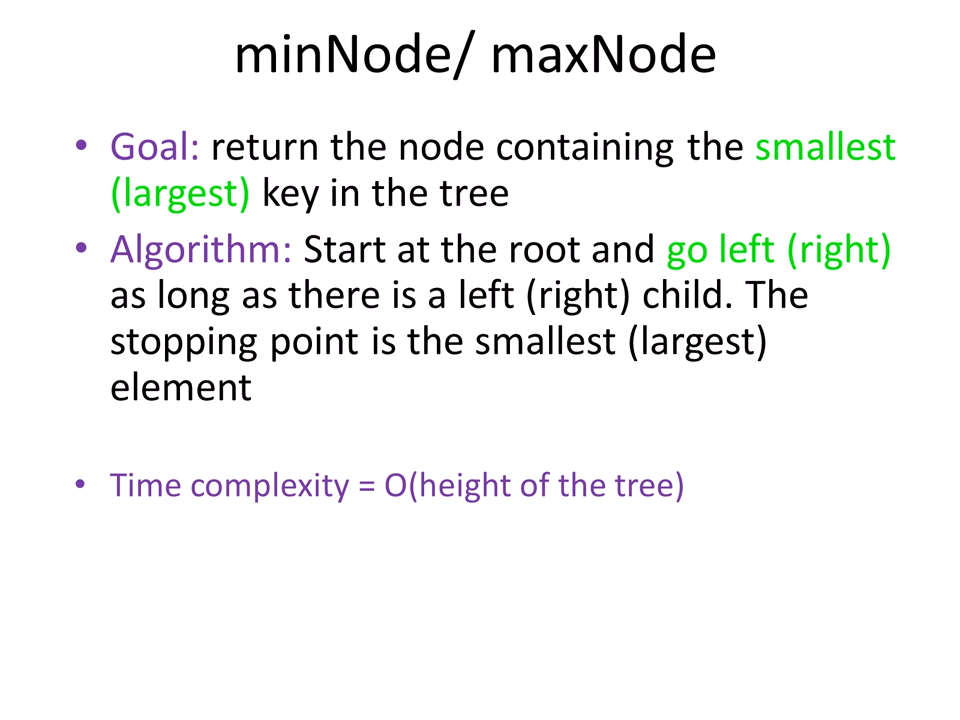 minNode/ maxNode
• Goal: return the node containing the smallest
(largest) key in the tree
• Algorithm: Start at the root and go left (right)
as long as there is a left (right) child. The
stopping point is the smallest (largest)
element
• Time complexity = O(height of the tree)